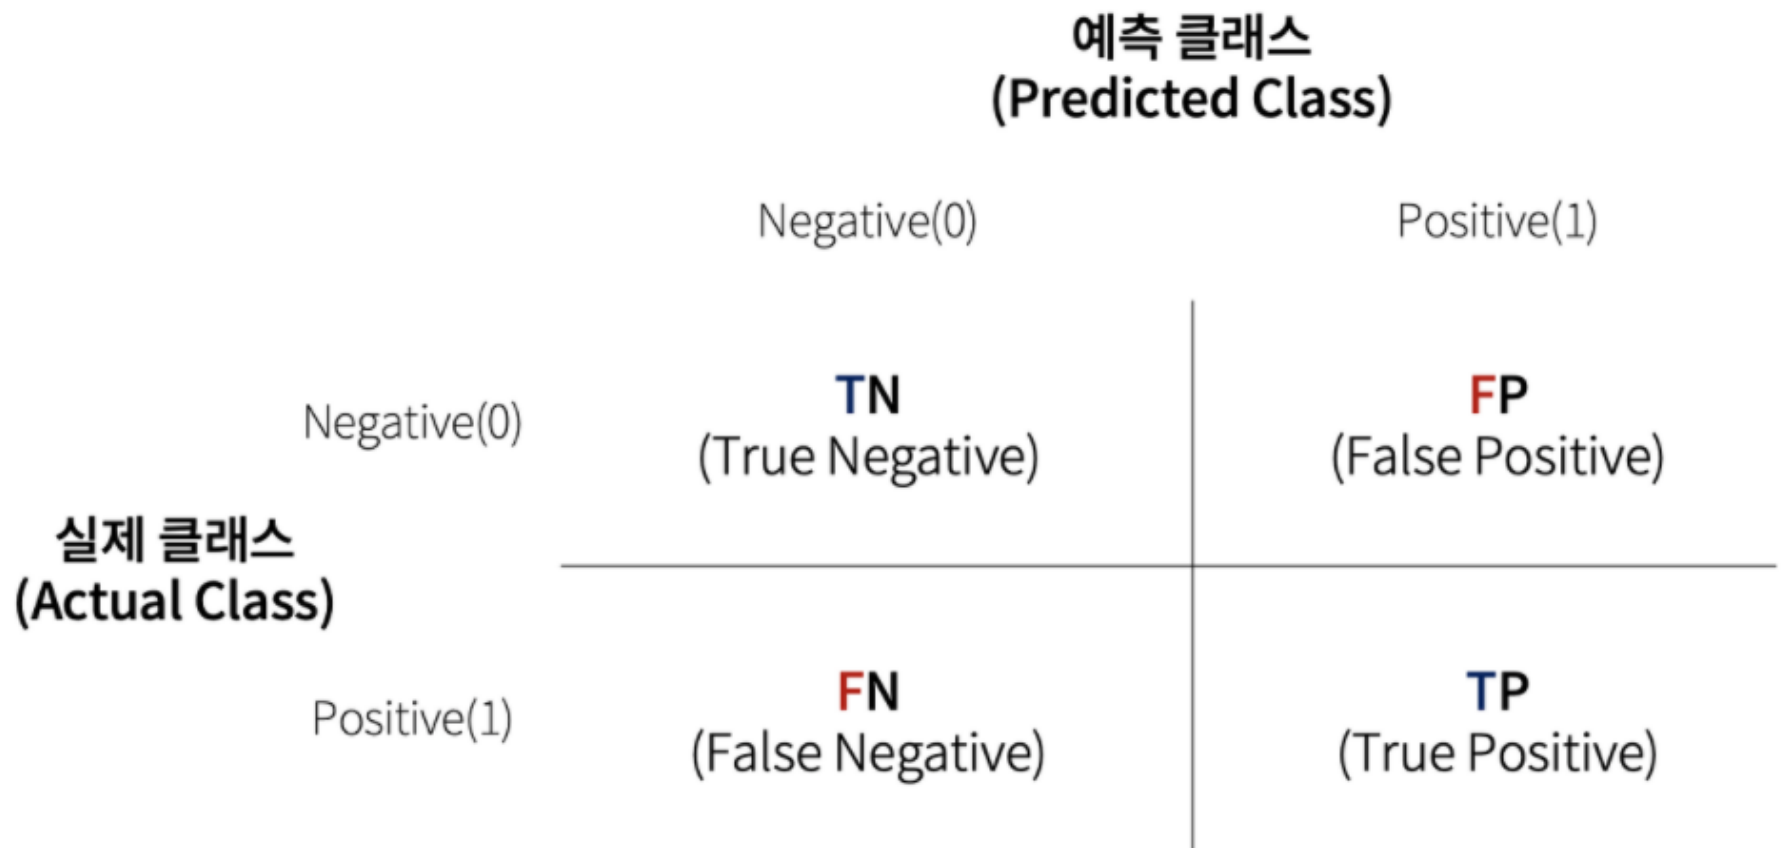 예측 클래스
(Predicted Class)
Negative(0)
Positive(1)
Negative(0)
TN
(True Negative)
FP
(False Positive)
실제 클래스
(Actual Class)
Positive(1)
FN
(False Negative)
TP
(True Positive)